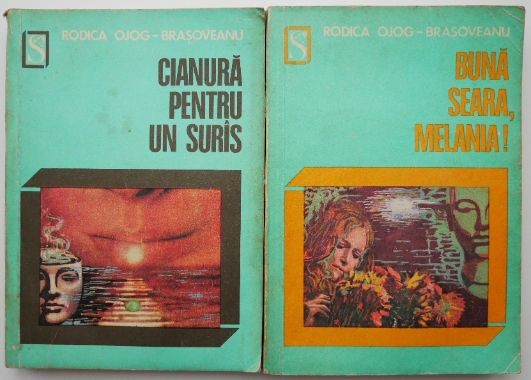 S
RODICA OJOG-BRAȘOVEANU
CIANURĂ
PENTRU
UN SURÎS
S
RODICA OJOG-BRAȘOVEANU
BUNĂ
SEARA,
MELANIA!